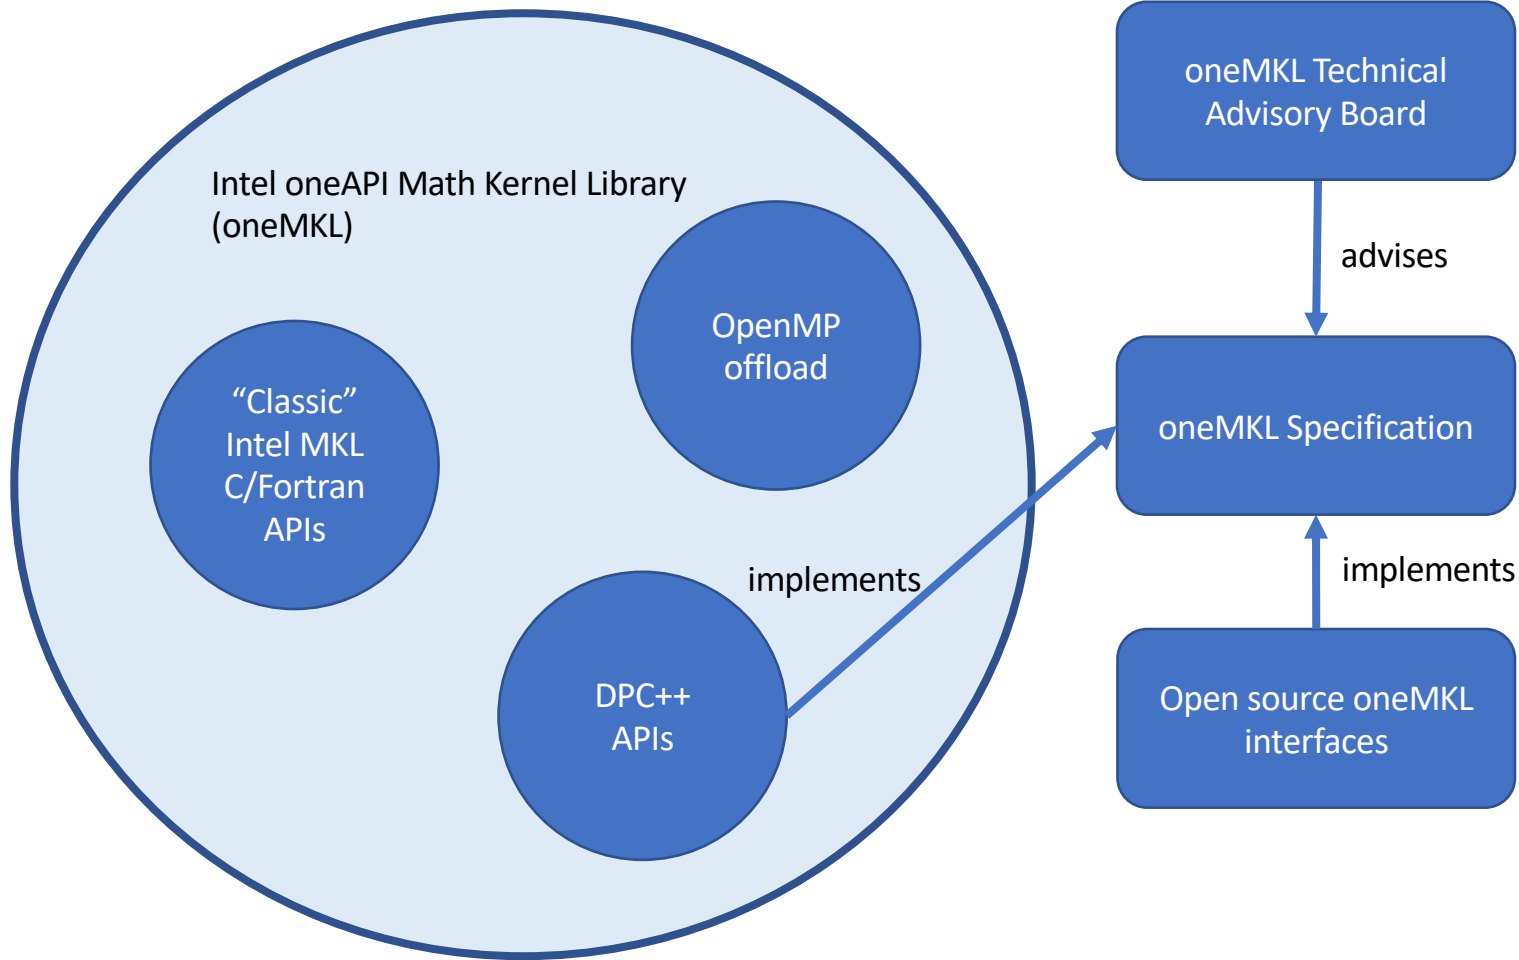 Intel oneAPI Math Kernel Library
(oneMKL)
“Classic”
Intel MKL
C/Fortran
APIs
OpenMP
offload
DPC++
APIs
implements
oneMKL Technical
Advisory Board
advises
oneMKL Specification
implements
Open source oneMKL
interfaces